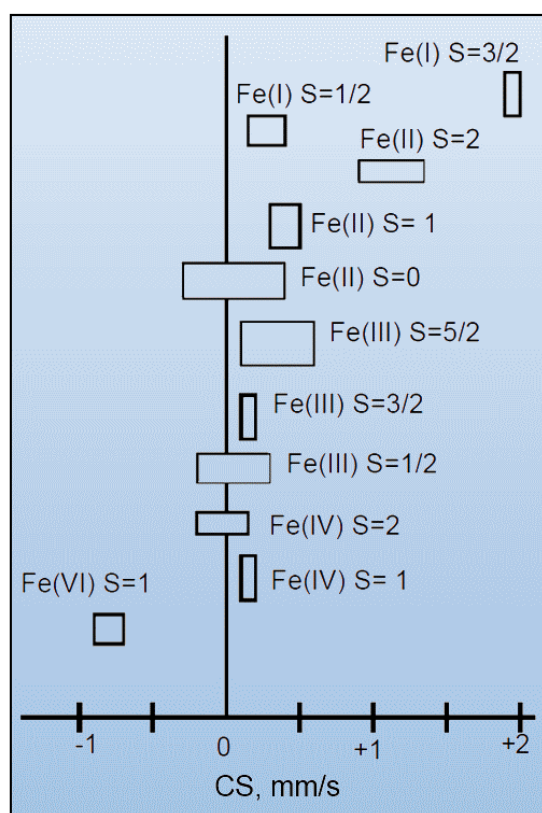 Fe(I) S=3/2
Fe(I) S=1/2
Fe(II) S=2
Fe(II) S= 1
Fe(II) S=0
Fe(III) S=5/2
Fe(III) S=3/2
Fe(III) S=1/2
Fe(IV) S=2
Fe(IV) S= 1
Fe(VI) S=1
-1 0 +1 +2
CS, mm/s